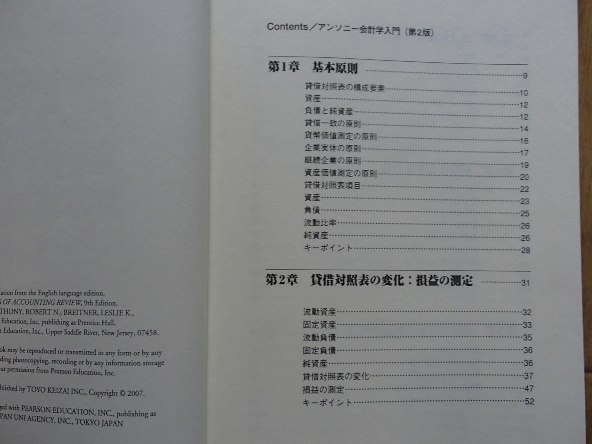 ation from the English language edition,
OF ACCOUNTING REVIEW, 9th Edition,
THONY, ROBERT N.; BREITNER, LESLIE K.,
Education, Inc, publishing as Prentice Hall,
Education, Inc., Upper Saddle River, New Jersey, 07458.
ook may be reproduced or transmitted in any form or by any
ding photocopying, recording or by any information storage
ut permission from Pearson Education, Inc.
ublished by TOYO KEIZAI INC., Copyright © 2007.
nged with PEARSON EDUCATION, INC., publishing as
APAN UNI AGENCY, INC., TOKYO JAPAN
Contents/アンソニー会計学入門〔第2版〕
第1章 基本原則 9
貸借対照表の構成要素 10
資産 12
負債と純資産 12
貸借一致の原則 14
貨幣価値測定の原則 16
企業実体の原則 17
継続企業の原則 19
資産価値測定の原則 20
貸借対照表項目 22
資産 23
負債 25
流動比率 26
純資産 26
キーポイント 28
第2章 貸借対照表の変化:損益の測定 31
流動資産 32
固定資産 33
流動負債 35
固定負債 36
純資産 36
貸借対照表の変化 37
損益の測定 47
キーポイント 52